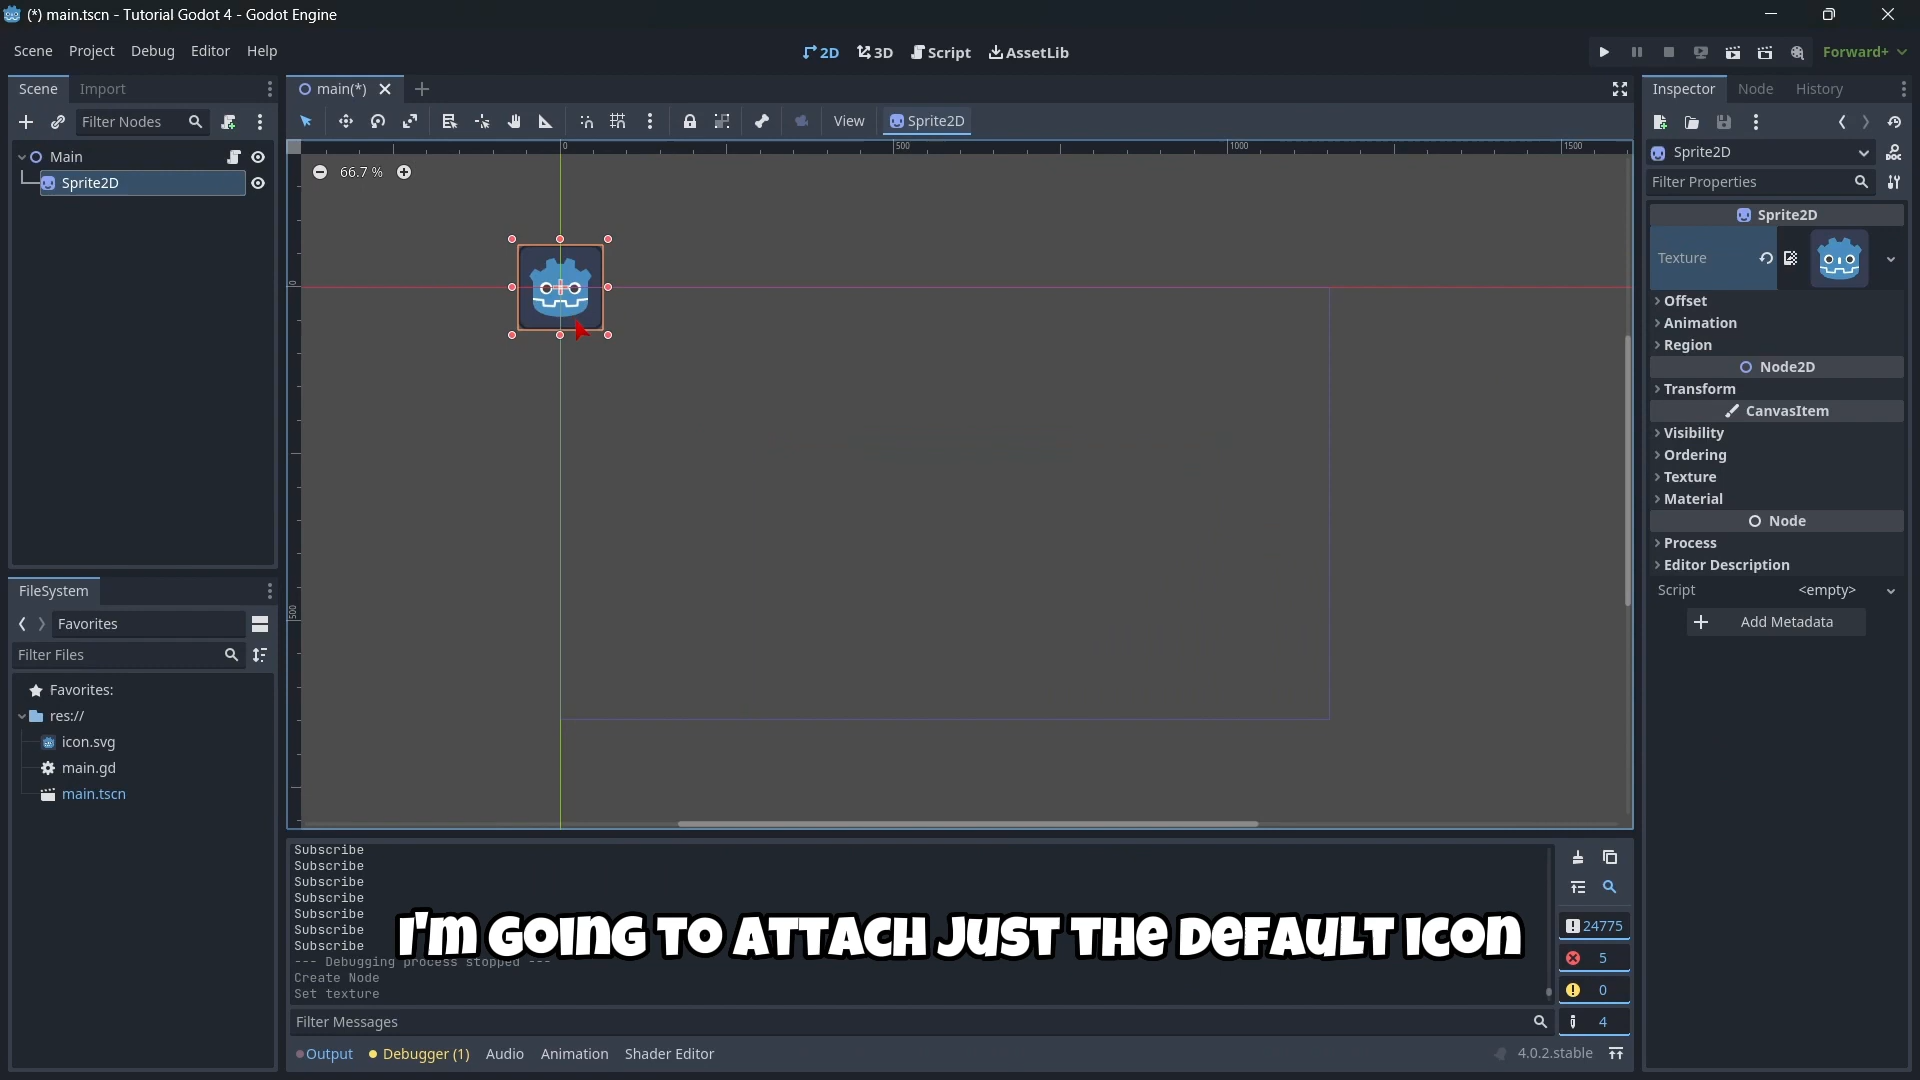 (*) main.tscn - Tutorial Godot 4 - Godot Engine
Scene Project Debug Editor Help
2D 3D Script AssetLib
Forward+
Scene Import
main(*)
Inspector Node History
Filter Nodes
View Sprite2D
Main
Sprite2D
0 500 1000 1500
66.7 %
0
500
Sprite2D
Filter Properties
Sprite2D
Texture
Offset
Animation
Region
Node2D
Transform
CanvasItem
Visibility
Ordering
Texture
Material
Node
Process
Editor Description
Script <empty>
Add Metadata
DOC
FileSystem
Favorites
Filter Files
Favorites:
res://
icon.svg
main.gd
main.tscn
Subscribe
Subscribe
Subscribe
Subscribe
Subscribe
Subscribe
Subscribe
--- Debugging process stopped ---
Create Node
Set texture
I'm going to attach just the default icon
24775
5
0
4
Filter Messages
Output Debugger (1) Audio Animation Shader Editor
4.0.2.stable